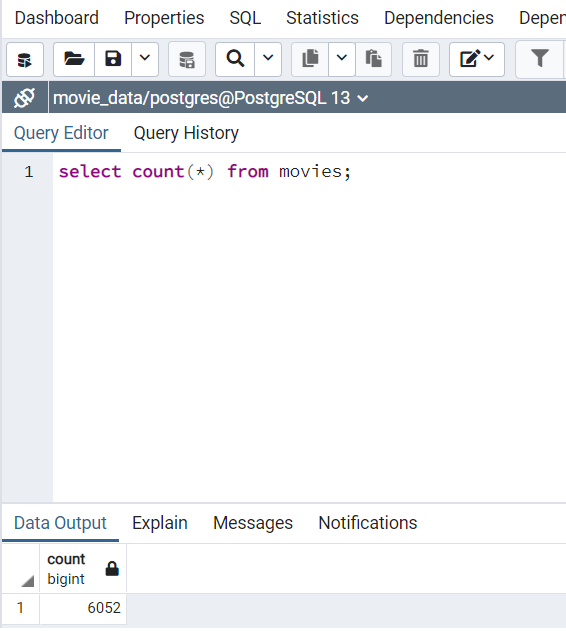 Dashboard Properties SQL Statistics Dependencies Depen
movie_data/postgres@PostgreSQL 13
Query Editor Query History
1 select count(*) from movies;
Data Output Explain Messages Notifications
count
bigint
1 6052